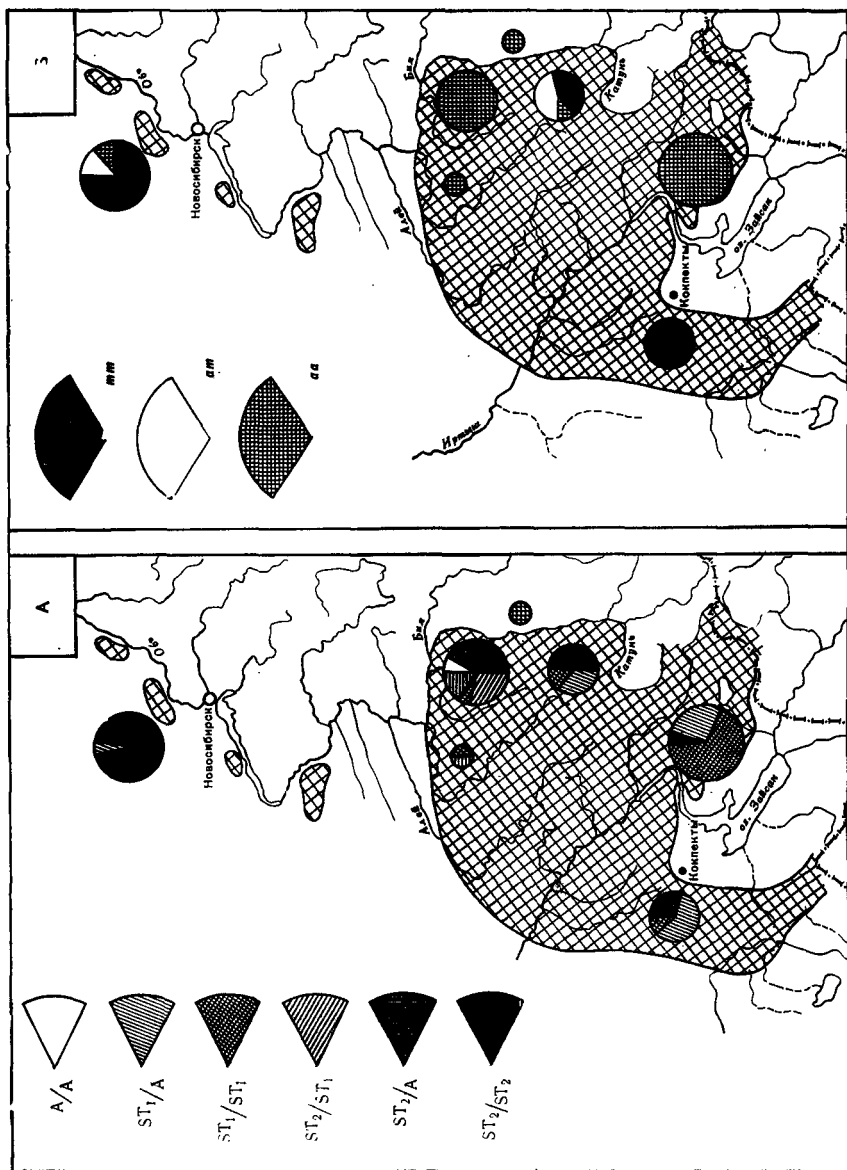 A
A/A
ST₁/A
ST₁/ST₁
ST₂/ST₁
ST₂/A
ST₂/ST₂
Обь
Новосибирск
Алей
Бия
Катунь
Кокпекты
оз. Зайсан
Б
mm
am
aa
Обь
Новосибирск
Алей
Бия
Катунь
Иртыш
Кокпекты
оз. Зайсан